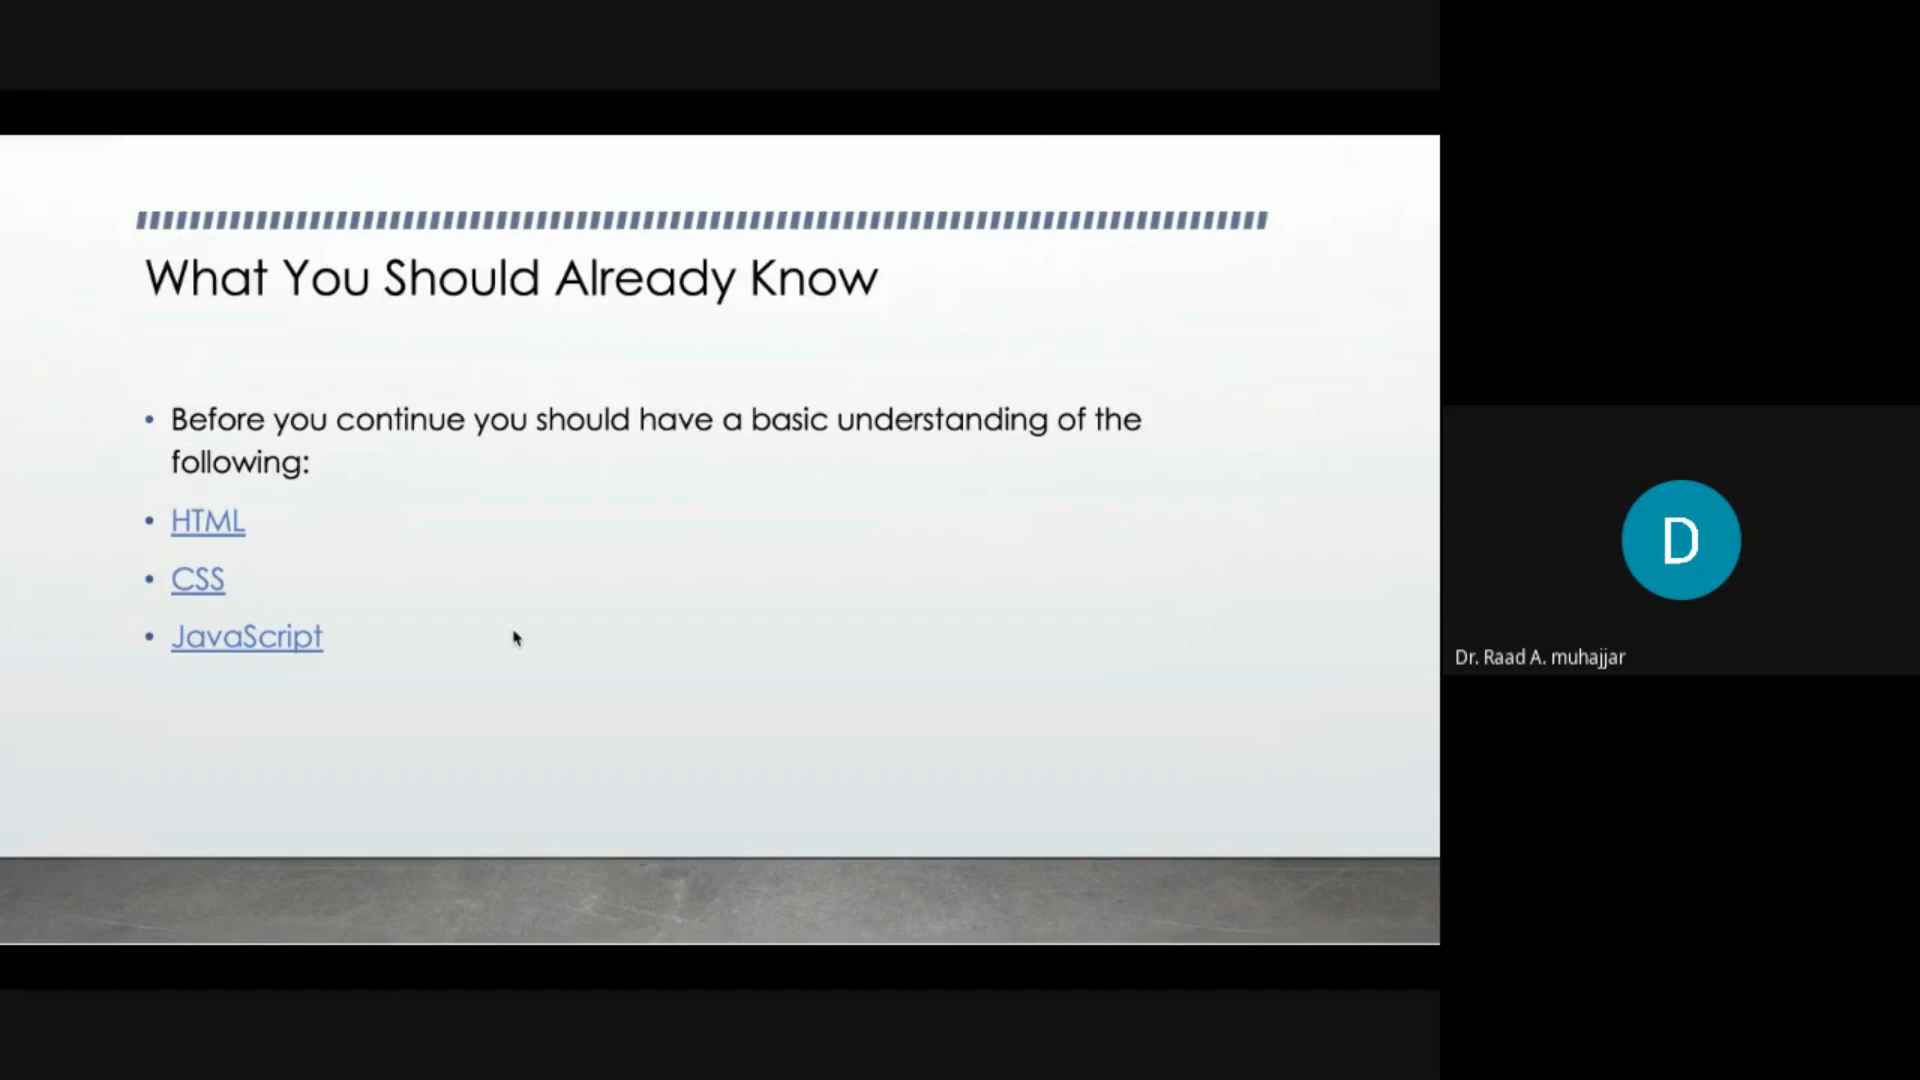 What You Should Already Know
• Before you continue you should have a basic understanding of the
following:
• HTML
• CSS
• JavaScript
D
Dr. Raad A. muhajjar